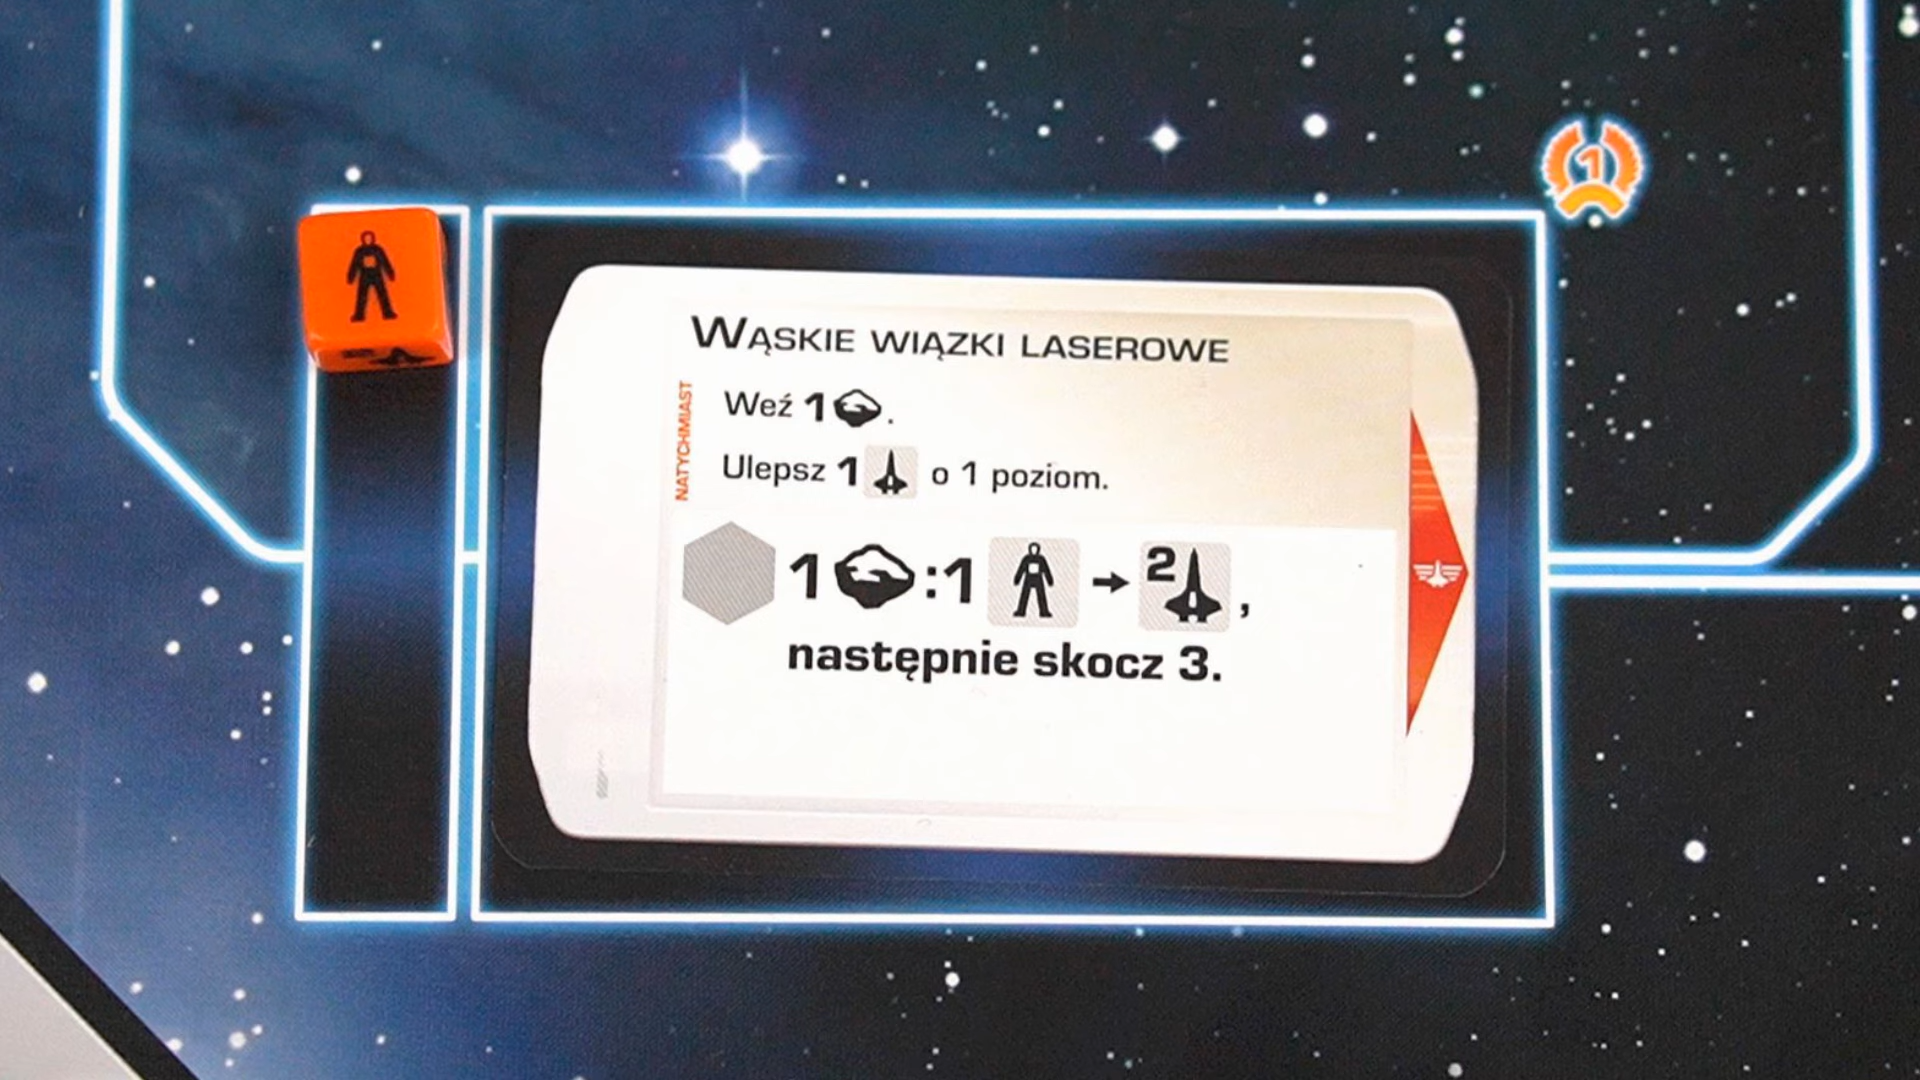 1
WĄSKIE WIĄZKI LASEROWE
NATYCHMIAST
Weź 1.
Ulepsz 1 o 1 poziom.
1 :1 → 2,
następnie skocz 3.